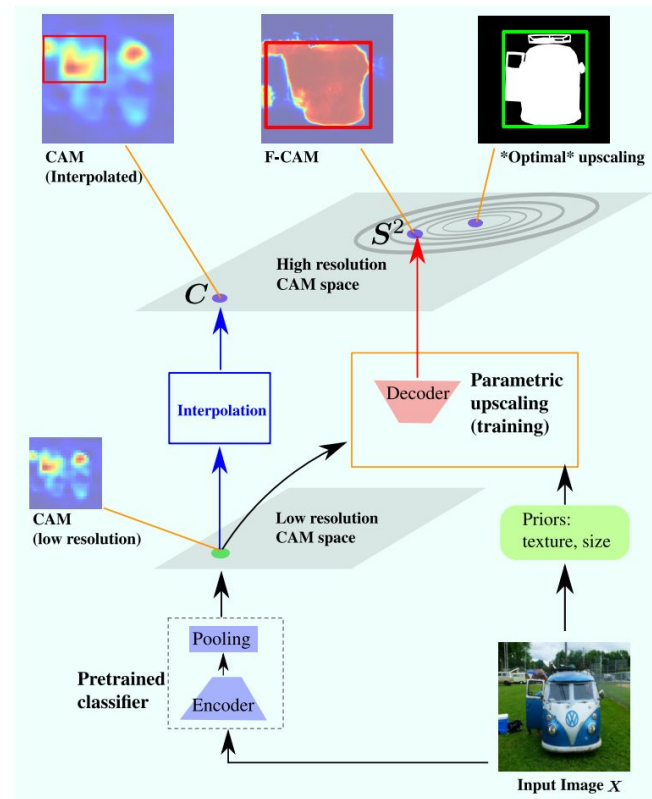 CAM
(Interpolated)
F-CAM
*Optimal* upscaling
S²
High resolution
CAM space
C
Interpolation
Decoder
Parametric
upscaling
(training)
CAM
(low resolution)
Low resolution
CAM space
Priors:
texture, size
Pooling
Pretrained
classifier
Encoder
Input Image X